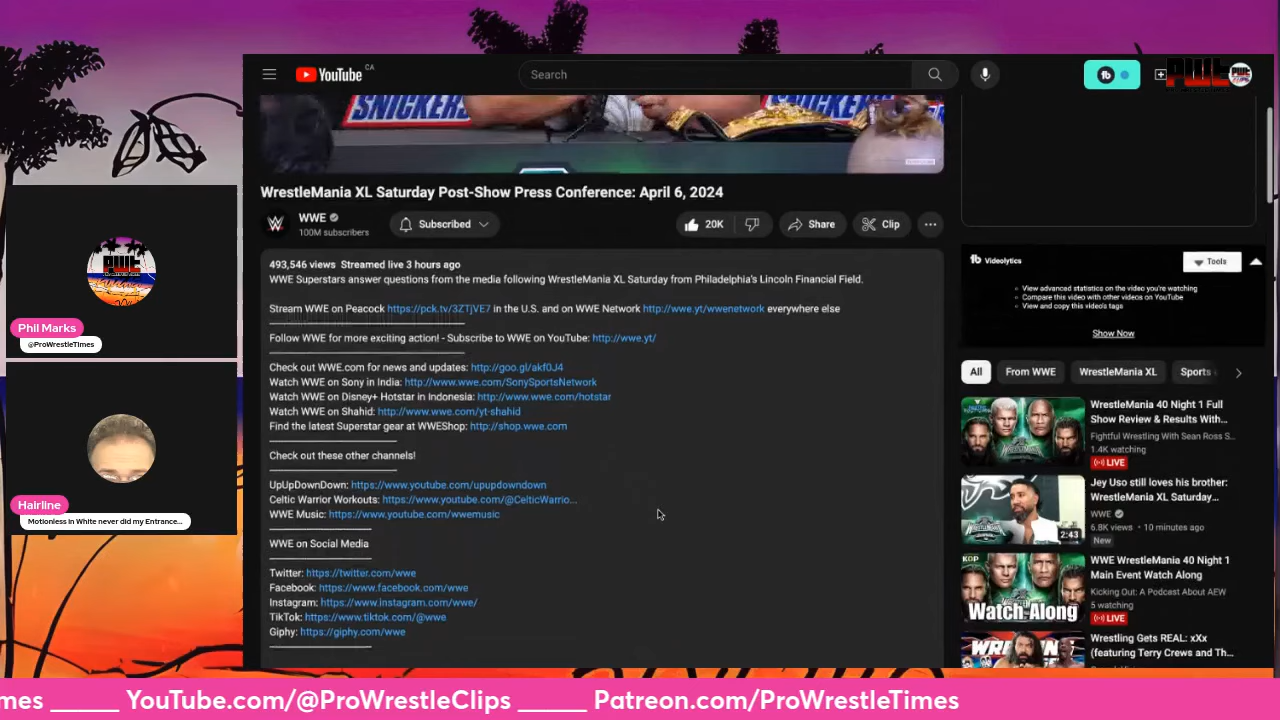 YouTube CA
Search
PWT
SNICKERS
SNICKERS
WrestleMania XL Saturday Post-Show Press Conference: April 6, 2024
WWE
100M subscribers
Subscribed
20K
Share
Clip
493,546 views Streamed live 3 hours ago
WWE Superstars answer questions from the media following WrestleMania XL Saturday from Philadelphia's Lincoln Financial Field.
Stream WWE on Peacock https://pck.tv/3ZTjVE7 in the U.S. and on WWE Network http://wwe.yt/wwenetwork everywhere else
Follow WWE for more exciting action! - Subscribe to WWE on YouTube: http://wwe.yt/
Check out WWE.com for news and updates: http://goo.gl/akf0J4
Watch WWE on Sony in India: http://www.wwe.com/SonySportsNetwork
Watch WWE on Disney+ Hotstar in Indonesia: http://www.wwe.com/hotstar
Watch WWE on Shahid: http://www.wwe.com/yt-shahid
Find the latest Superstar gear at WWEShop: http://shop.wwe.com
Check out these other channels!
UpUpDownDown: https://www.youtube.com/upupdowndown
Celtic Warrior Workouts: https://www.youtube.com/@CelticWarrio...
WWE Music: https://www.youtube.com/wwemusic
WWE on Social Media
Twitter: https://twitter.com/wwe
Facebook: https://www.facebook.com/wwe
Instagram: https://www.instagram.com/wwe/
TikTok: https://www.tiktok.com/@wwe
Giphy: https://giphy.com/wwe
Videolytics
Tools
View advanced statistics on the video you're watching
Compare this video with other videos on YouTube
View and copy this video's tags
Show Now
All
From WWE
WrestleMania XL
Sports
WrestleMania 40 Night 1 Full
Show Review & Results With...
Fightful Wrestling With Sean Ross S...
1.4K watching
LIVE
Jey Uso still loves his brother:
WrestleMania XL Saturday...
WWE
6.8K views • 10 minutes ago
New
2:43
WWE WrestleMania 40 Night 1
Main Event Watch Along
Kicking Out: A Podcast About AEW
5 watching
LIVE
KOP
Watch Along
Wrestling Gets REAL: xXx
(featuring Terry Crews and Th...
PWT
Phil Marks
@ProWrestleTimes
Hairline
Motionless in White never did my Entrance...
mes ______ YouTube.com/@ProWrestleClips ______ Patreon.com/ProWrestleTimes